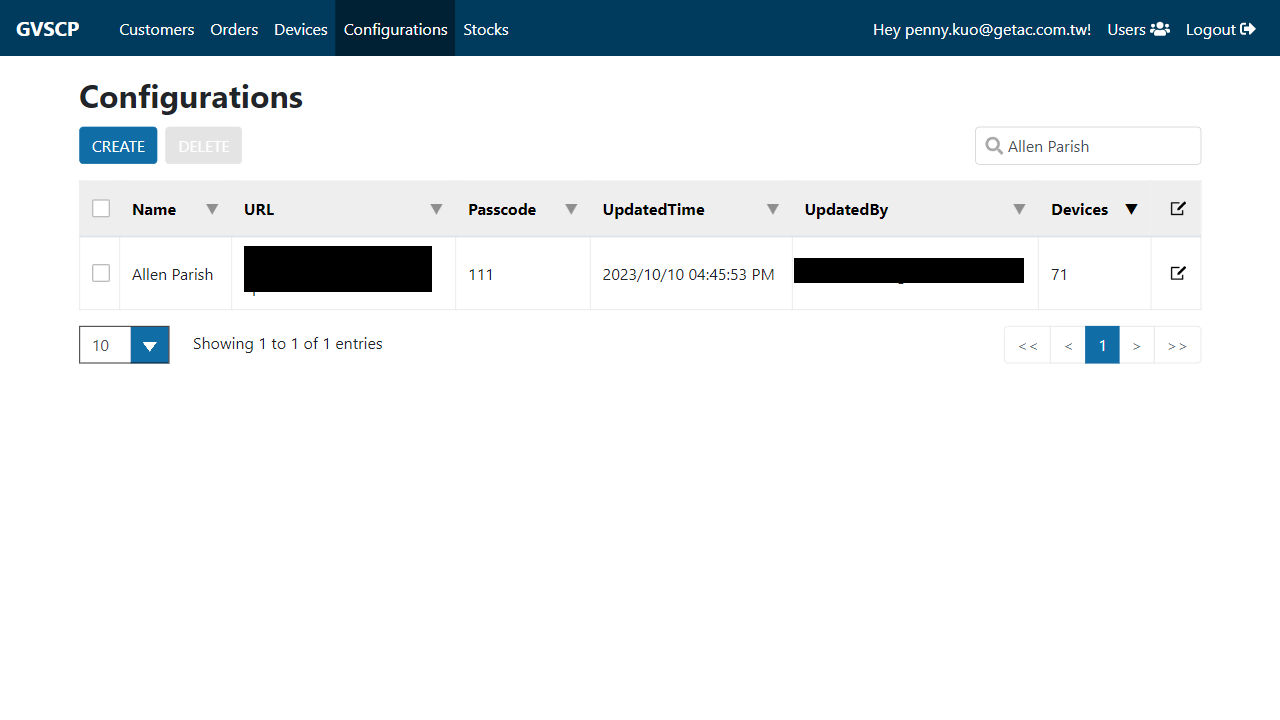 GVSCP Customers Orders Devices Configurations Stocks Hey penny.kuo@getac.com.tw! Users Logout
Configurations
CREATE DELETE Allen Parish
Name URL Passcode UpdatedTime UpdatedBy Devices
Allen Parish 111 2023/10/10 04:45:53 PM 71
10 Showing 1 to 1 of 1 entries << < 1 > >>